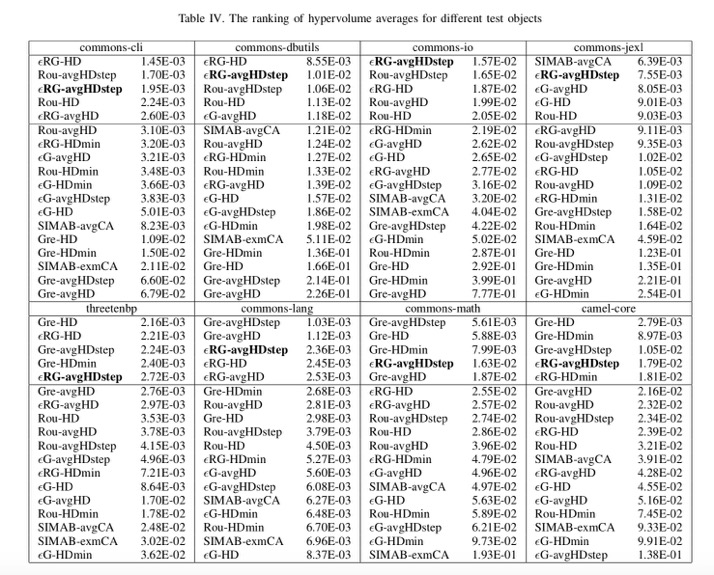 Table IV. The ranking of hypervolume averages for different test objects
commons-cli commons-dbutils commons-io commons-jexl
ϵRG-HD 1.45E-03 ϵRG-HD 8.55E-03 ϵRG-avgHDstep 1.57E-02 SIMAB-avgCA 6.39E-03
Rou-avgHDstep 1.70E-03 ϵRG-avgHDstep 1.01E-02 Rou-avgHDstep 1.65E-02 ϵRG-avgHDstep 7.55E-03
ϵRG-avgHDstep 1.95E-03 Rou-avgHDstep 1.06E-02 ϵRG-HD 1.87E-02 ϵG-avgHD 8.05E-03
Rou-HD 2.24E-03 Rou-HD 1.13E-02 Rou-avgHD 1.99E-02 ϵG-HD 9.01E-03
ϵRG-avgHD 2.60E-03 ϵG-avgHD 1.18E-02 Rou-HD 2.05E-02 Rou-HD 9.03E-03
Rou-avgHD 3.10E-03 SIMAB-avgCA 1.21E-02 ϵRG-HDmin 2.19E-02 ϵRG-avgHD 9.11E-03
ϵRG-HDmin 3.20E-03 Rou-avgHD 1.24E-02 ϵG-avgHD 2.62E-02 Rou-avgHDstep 9.35E-03
ϵG-avgHD 3.21E-03 ϵRG-HDmin 1.27E-02 ϵG-HD 2.65E-02 ϵG-avgHDstep 1.02E-02
Rou-HDmin 3.48E-03 Rou-HDmin 1.33E-02 ϵRG-avgHD 2.77E-02 ϵRG-HD 1.05E-02
ϵG-HDmin 3.66E-03 ϵRG-avgHD 1.39E-02 ϵG-avgHDstep 3.16E-02 Rou-avgHD 1.09E-02
ϵG-avgHDstep 3.83E-03 ϵG-HD 1.57E-02 SIMAB-avgCA 3.20E-02 ϵRG-HDmin 1.31E-02
ϵG-HD 5.01E-03 ϵG-avgHDstep 1.86E-02 SIMAB-exmCA 4.04E-02 Gre-avgHDstep 1.58E-02
SIMAB-avgCA 8.23E-03 ϵG-HDmin 1.98E-02 Gre-avgHDstep 4.22E-02 Rou-HDmin 1.64E-02
Gre-HD 1.09E-02 SIMAB-exmCA 5.11E-02 ϵG-HDmin 5.02E-02 SIMAB-exmCA 4.59E-02
Gre-HDmin 1.50E-02 Gre-HDmin 1.36E-01 Rou-HDmin 2.87E-01 Gre-HD 1.23E-01
SIMAB-exmCA 2.11E-02 Gre-HD 1.66E-01 Gre-HD 2.92E-01 Gre-HDmin 1.35E-01
Gre-avgHDstep 6.60E-02 Gre-avgHDstep 2.14E-01 Gre-HDmin 3.99E-01 Gre-avgHD 2.21E-01
Gre-avgHD 6.79E-02 Gre-avgHD 2.26E-01 Gre-avgHD 7.77E-01 ϵG-HDmin 2.54E-01
threetenbp commons-lang commons-math camel-core
Gre-HD 2.16E-03 Gre-avgHDstep 1.03E-03 Gre-avgHDstep 5.61E-03 Gre-HD 2.79E-03
ϵRG-HD 2.21E-03 Gre-avgHD 1.12E-03 Gre-HD 5.88E-03 Gre-HDmin 8.97E-03
Gre-avgHDstep 2.24E-03 ϵRG-avgHDstep 2.36E-03 Gre-HDmin 7.99E-03 Gre-avgHDstep 1.05E-02
Gre-HDmin 2.40E-03 ϵRG-HD 2.45E-03 ϵRG-avgHDstep 1.63E-02 ϵRG-avgHDstep 1.79E-02
ϵRG-avgHDstep 2.72E-03 ϵRG-avgHD 2.53E-03 Gre-avgHD 1.87E-02 ϵRG-HDmin 1.81E-02
Gre-avgHD 2.76E-03 Gre-HDmin 2.68E-03 ϵRG-HD 2.55E-02 Gre-avgHD 2.16E-02
ϵRG-avgHD 2.97E-03 Rou-avgHD 2.81E-03 ϵRG-avgHD 2.57E-02 Rou-avgHD 2.32E-02
Rou-HD 3.53E-03 Gre-HD 2.98E-03 Rou-avgHDstep 2.74E-02 Rou-avgHDstep 2.34E-02
Rou-avgHD 3.78E-03 Rou-avgHDstep 3.79E-03 Rou-HD 2.86E-02 ϵRG-HD 2.39E-02
Rou-avgHDstep 4.15E-03 Rou-HD 4.50E-03 Rou-avgHD 3.96E-02 Rou-HD 3.21E-02
ϵG-avgHDstep 4.96E-03 ϵRG-HDmin 5.27E-03 ϵRG-HDmin 4.79E-02 SIMAB-avgCA 3.91E-02
ϵRG-HDmin 7.21E-03 ϵG-avgHD 5.60E-03 ϵG-avgHD 4.96E-02 ϵRG-avgHD 4.28E-02
ϵG-HD 8.64E-03 ϵG-avgHDstep 6.08E-03 SIMAB-avgCA 4.97E-02 ϵG-HD 4.55E-02
ϵG-avgHD 1.70E-02 SIMAB-avgCA 6.27E-03 ϵG-HD 5.63E-02 ϵG-avgHD 5.16E-02
Rou-HDmin 1.78E-02 ϵG-HDmin 6.48E-03 Rou-HDmin 5.89E-02 Rou-HDmin 7.45E-02
SIMAB-avgCA 2.48E-02 Rou-HDmin 6.70E-03 ϵG-avgHDstep 6.21E-02 SIMAB-exmCA 9.33E-02
SIMAB-exmCA 3.02E-02 SIMAB-exmCA 6.96E-03 ϵG-HDmin 9.73E-02 ϵG-HDmin 9.91E-02
ϵG-HDmin 3.62E-02 ϵG-HD 8.37E-03 SIMAB-exmCA 1.93E-01 ϵG-avgHDstep 1.38E-01